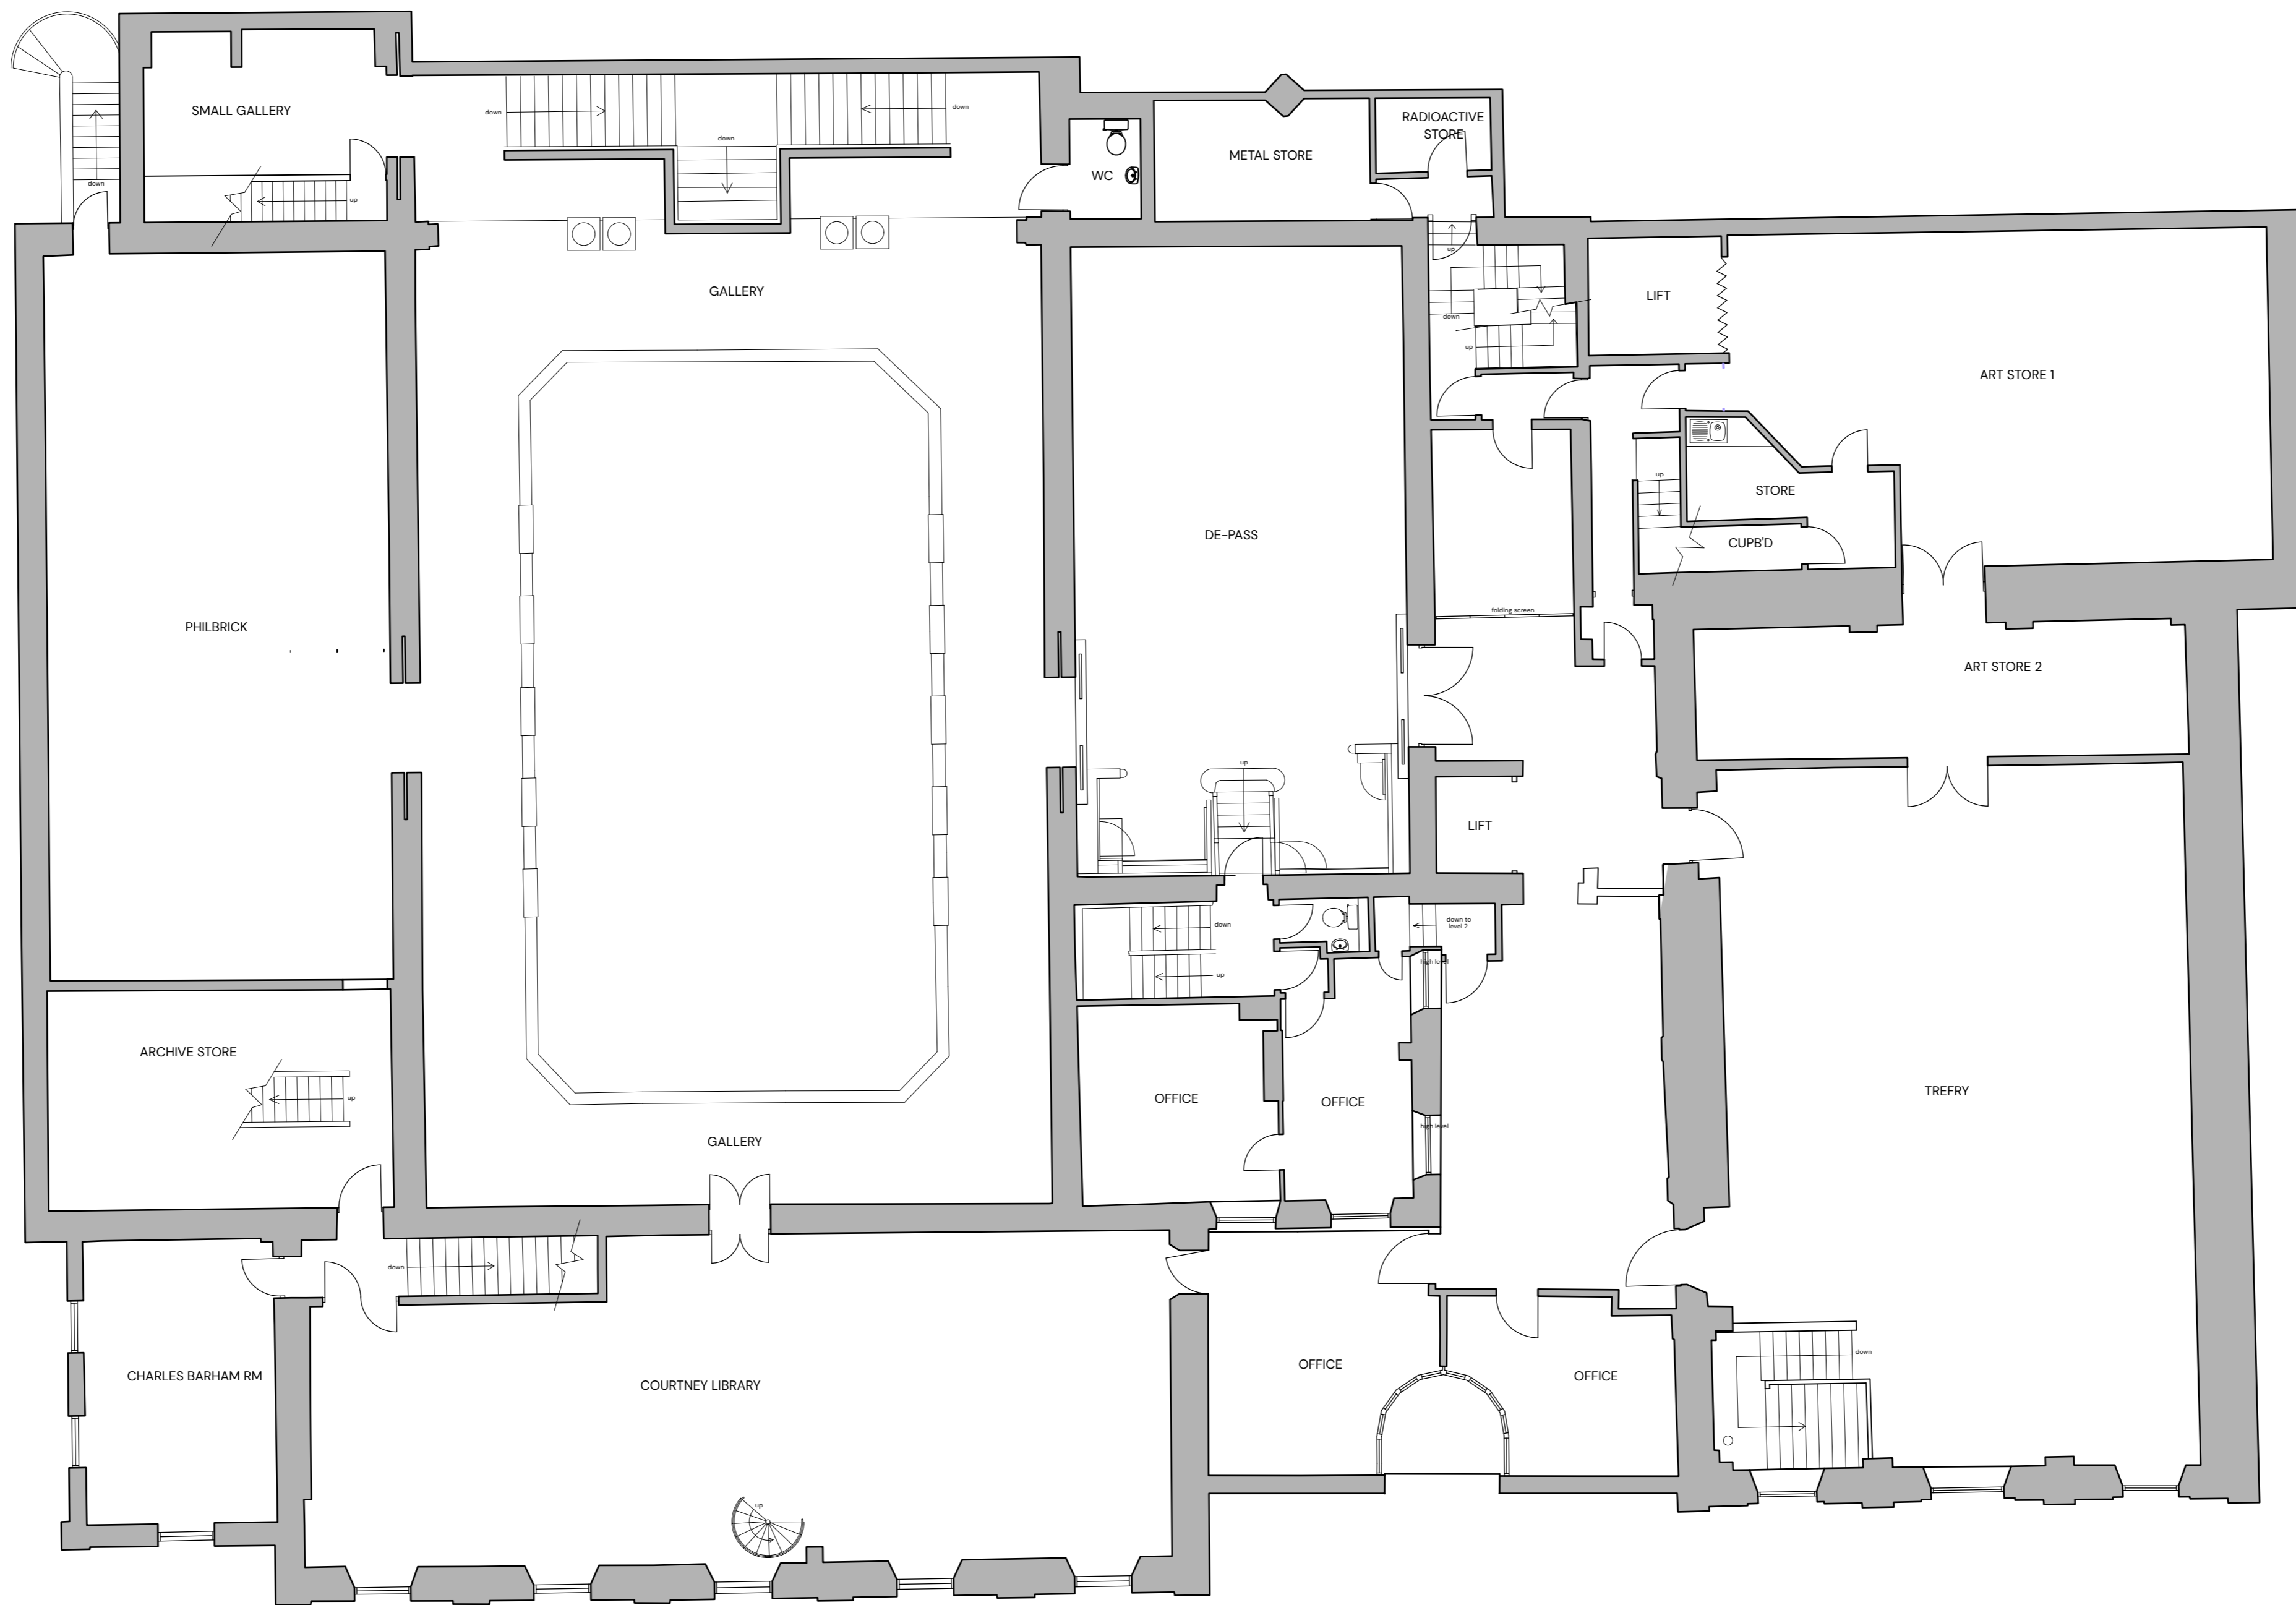 SMALL GALLERY
down
down
down
down
up
WC
METAL STORE
RADIOACTIVE
STORE
up
down
up
LIFT
ART STORE 1
GALLERY
STORE
up
CUPB'D
DE-PASS
folding screen
PHILBRICK
ART STORE 2
up
LIFT
down
up
down to
level 2
high level
ARCHIVE STORE
up
OFFICE
OFFICE
high level
TREFRY
GALLERY
down
CHARLES BARHAM RM
COURTNEY LIBRARY
OFFICE
OFFICE
down
up